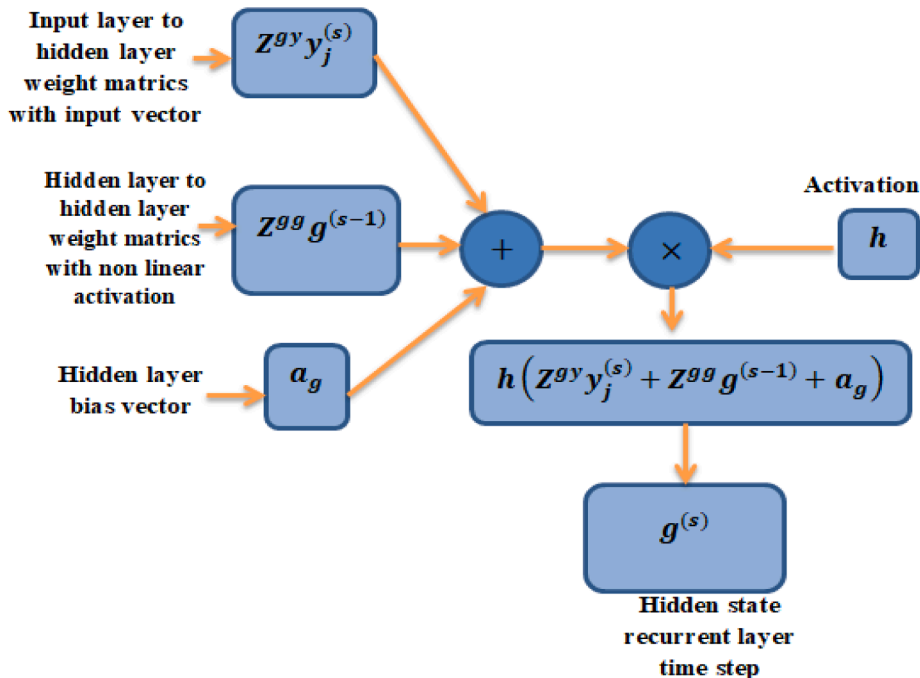 Input layer to
hidden layer
weight matrics
with input vector
Z^{gy} y_j^{(s)}
Hidden layer to
hidden layer
weight matrics
with non linear
activation
Z^{gg} g^{(s-1)}
Hidden layer
bias vector
a_g
+
×
Activation
h
h(Z^{gy} y_j^{(s)} + Z^{gg} g^{(s-1)} + a_g)
g^{(s)}
Hidden state
recurrent layer
time step